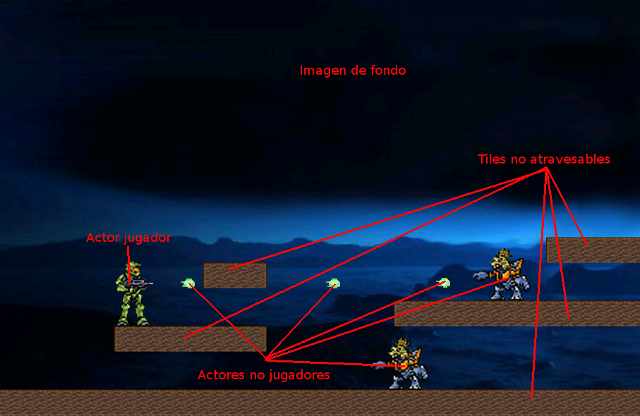 Imagen de fondo
Tiles no atravesables
Actor jugador
Actores no jugadores